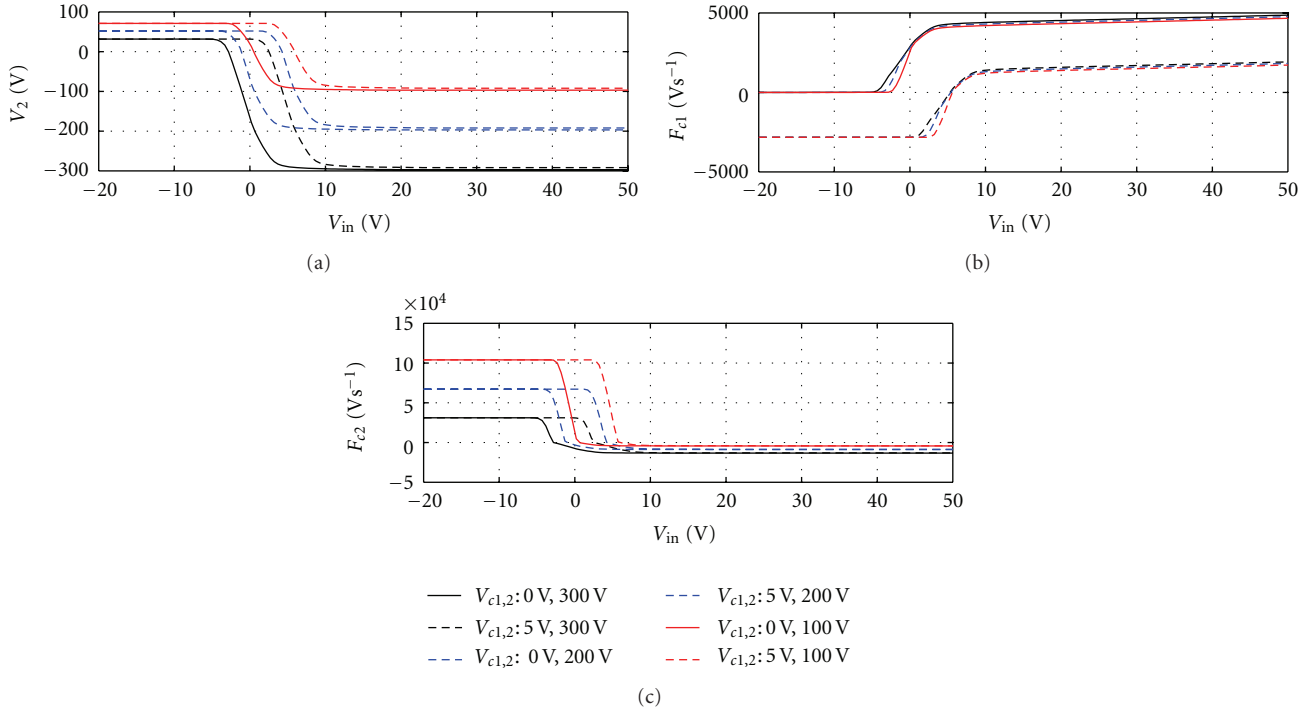 100
0
−100
−200
−300
V2 (V)
−20 −10 0 10 20 30 40 50
Vin (V)
(a)
5000
0
−5000
Fc1 (Vs−1)
−20 −10 0 10 20 30 40 50
Vin (V)
(b)
×10^4
15
10
5
0
−5
Fc2 (Vs−1)
−20 −10 0 10 20 30 40 50
Vin (V)
Vc1,2: 0 V, 300 V
Vc1,2: 5 V, 300 V
Vc1,2: 0 V, 200 V
Vc1,2: 5 V, 200 V
Vc1,2: 0 V, 100 V
Vc1,2: 5 V, 100 V
(c)